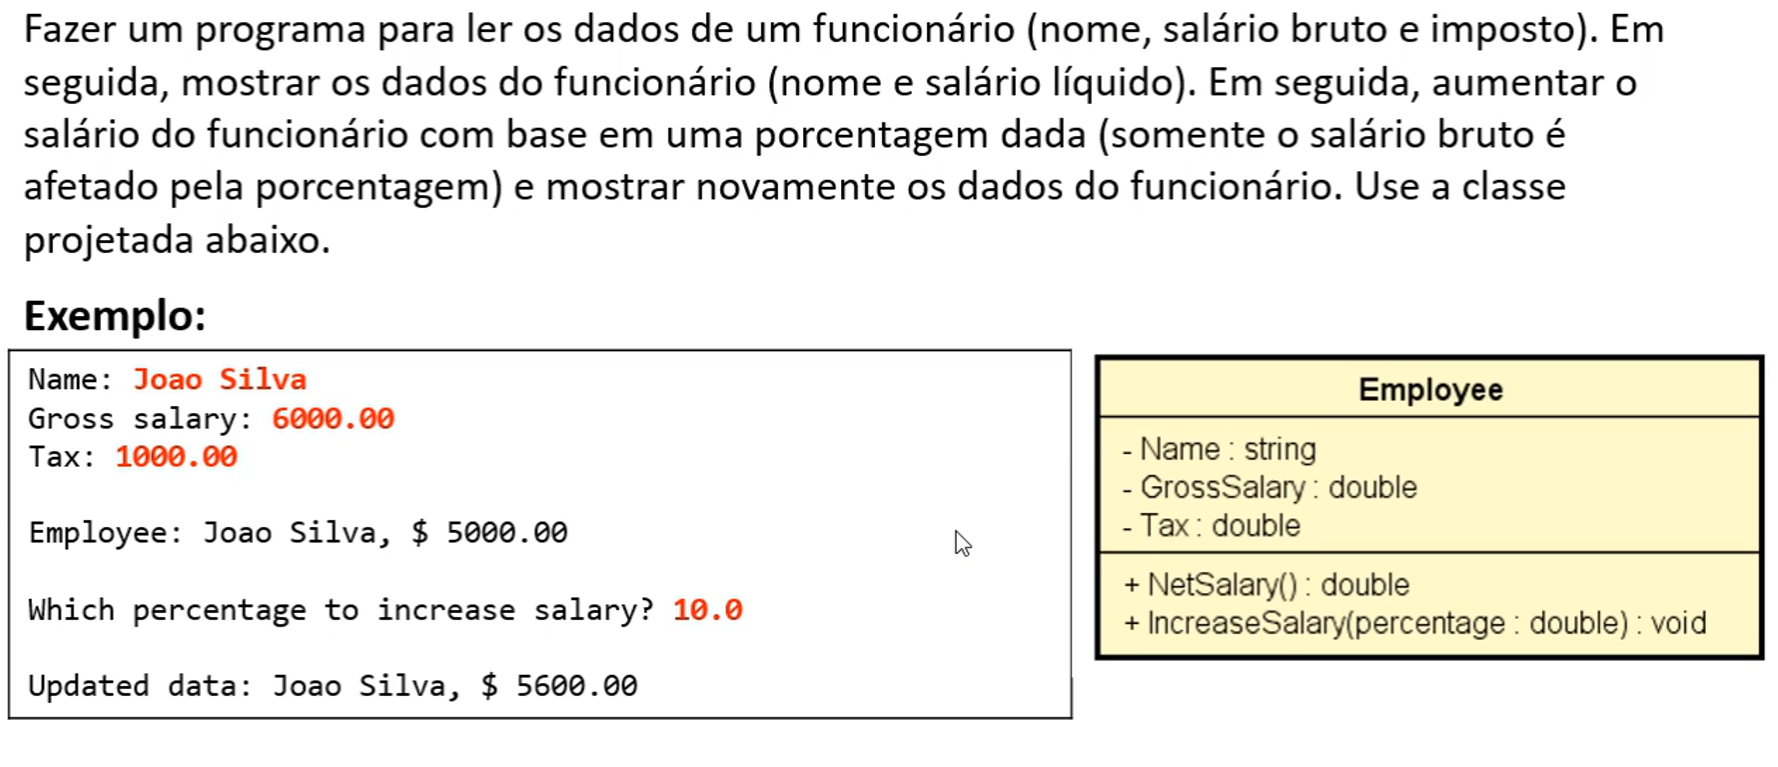 Fazer um programa para ler os dados de um funcionário (nome, salário bruto e imposto). Em
seguida, mostrar os dados do funcionário (nome e salário líquido). Em seguida, aumentar o
salário do funcionário com base em uma porcentagem dada (somente o salário bruto é
afetado pela porcentagem) e mostrar novamente os dados do funcionário. Use a classe
projetada abaixo.
Exemplo:
Name: Joao Silva
Gross salary: 6000.00
Tax: 1000.00
Employee: Joao Silva, $ 5000.00
Which percentage to increase salary? 10.0
Updated data: Joao Silva, $ 5600.00
Employee
- Name : string
- GrossSalary : double
- Tax : double
+ NetSalary() : double
+ IncreaseSalary(percentage : double) : void